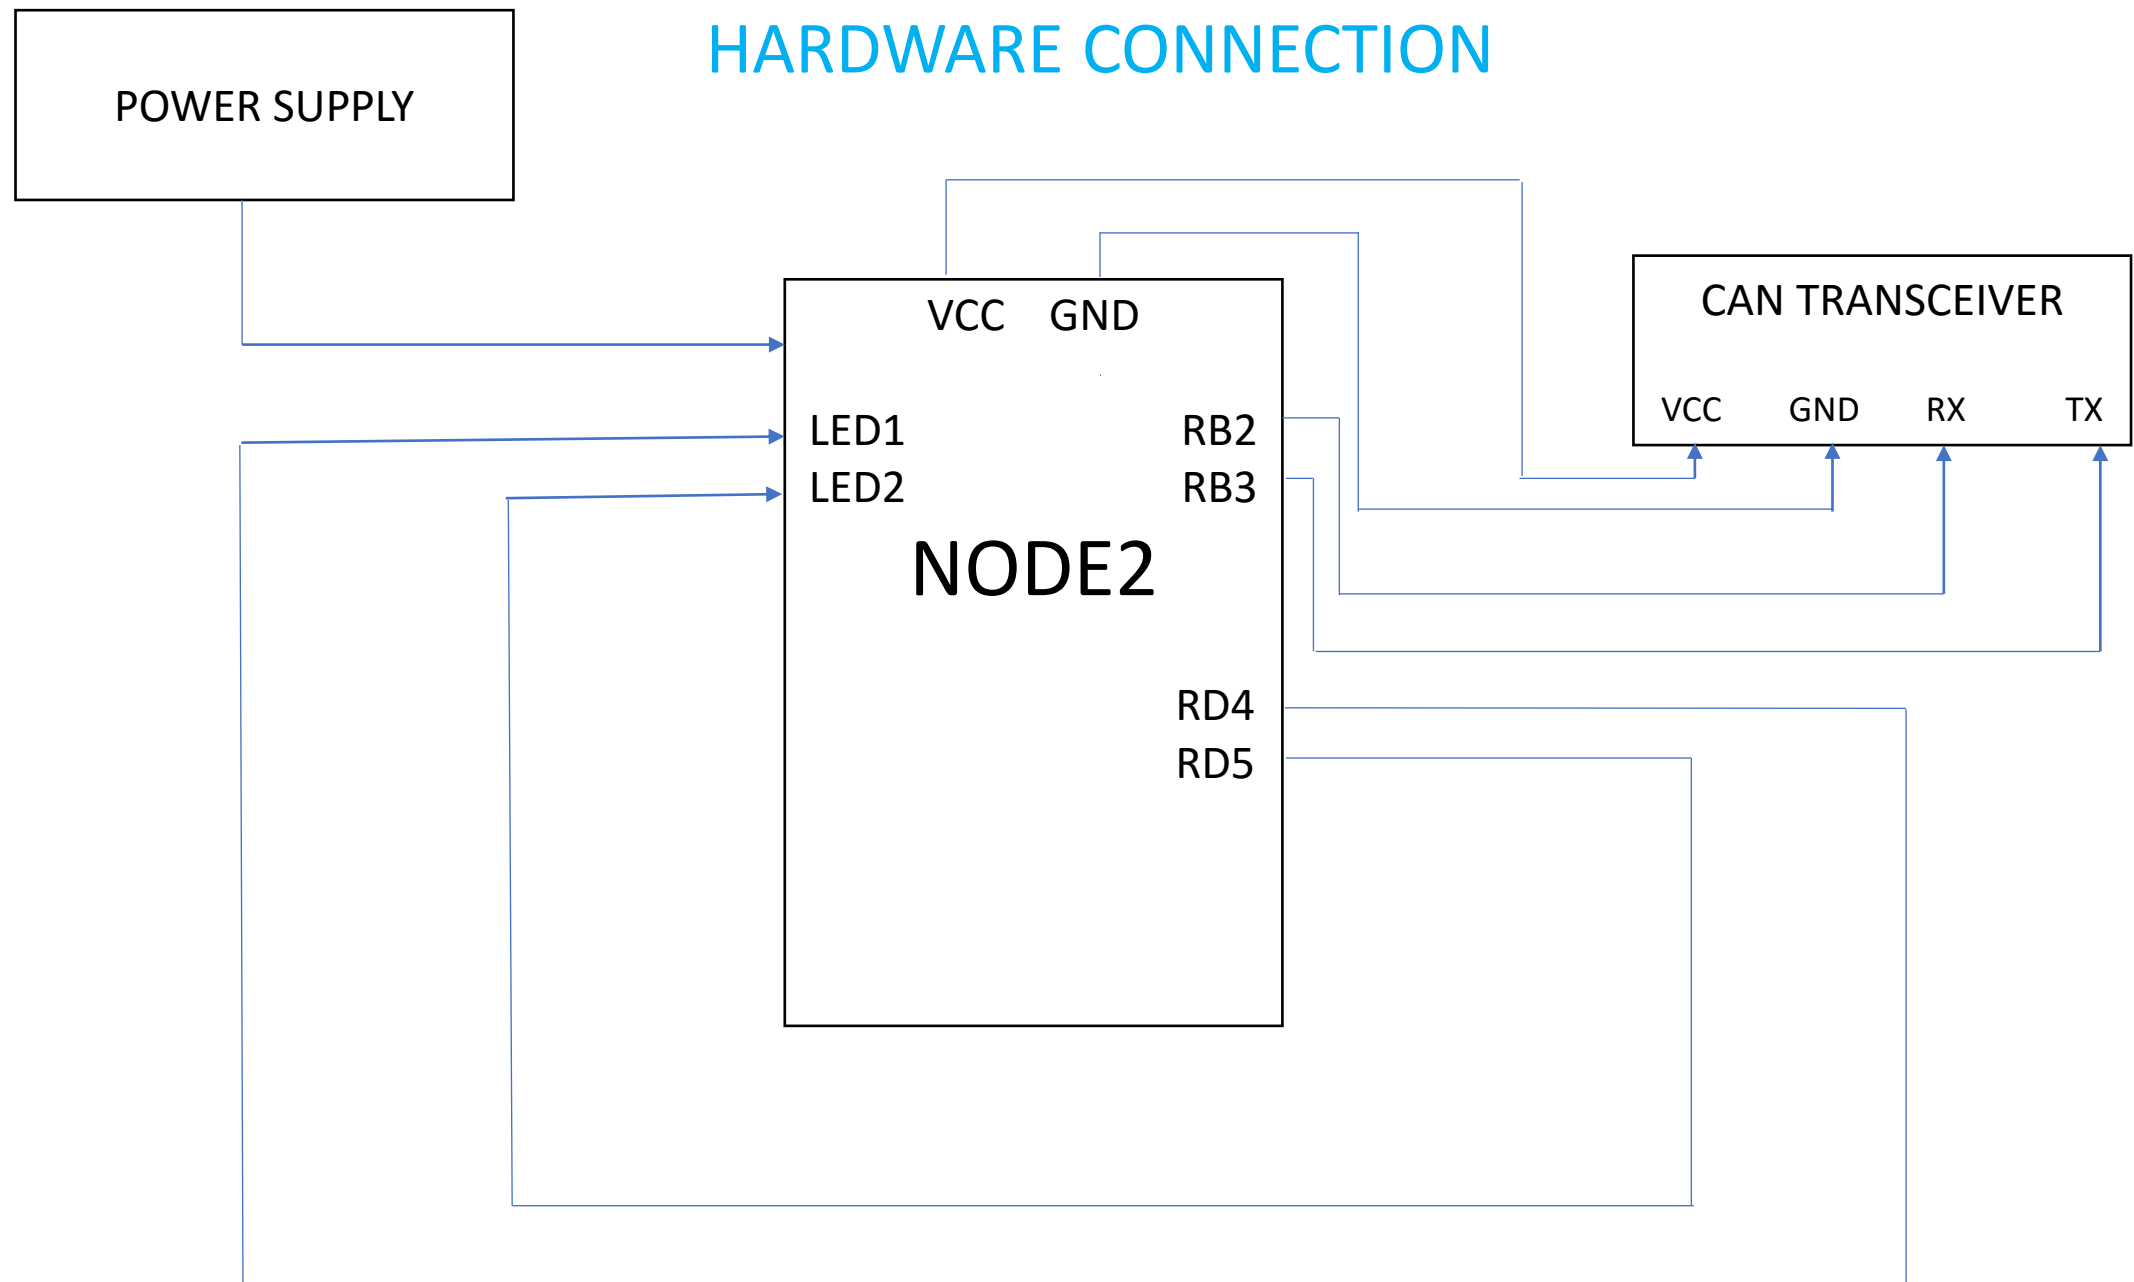 HARDWARE CONNECTION
POWER SUPPLY
VCC GND
CAN TRANSCEIVER
VCC GND RX TX
LED1 RB2
LED2 RB3
NODE2
RD4
RD5